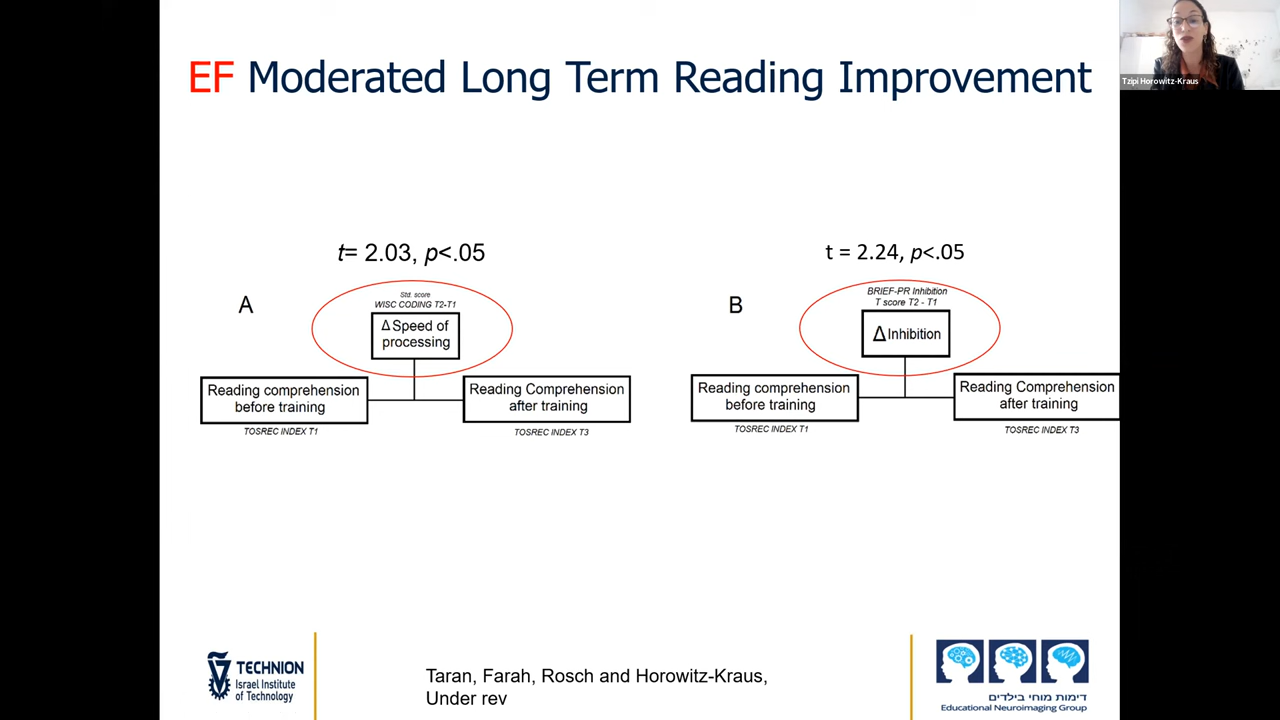 EF Moderated Long Term Reading Improvement
Tzipi Horowitz-Kraus
t= 2.03, p<.05
A
Std. score
WISC CODING T2-T1
Δ Speed of
processing
Reading comprehension
before training
TOSREC INDEX T1
Reading Comprehension
after training
TOSREC INDEX T3
t = 2.24, p<.05
B
BRIEF-PR Inhibition
T score T2 - T1
Δ Inhibition
Reading comprehension
before training
TOSREC INDEX T1
Reading Comprehension
after training
TOSREC INDEX T3
TECHNION
Israel Institute
of Technology
Taran, Farah, Rosch and Horowitz-Kraus,
Under rev
דימות מוחי בילדים
Educational Neuroimaging Group